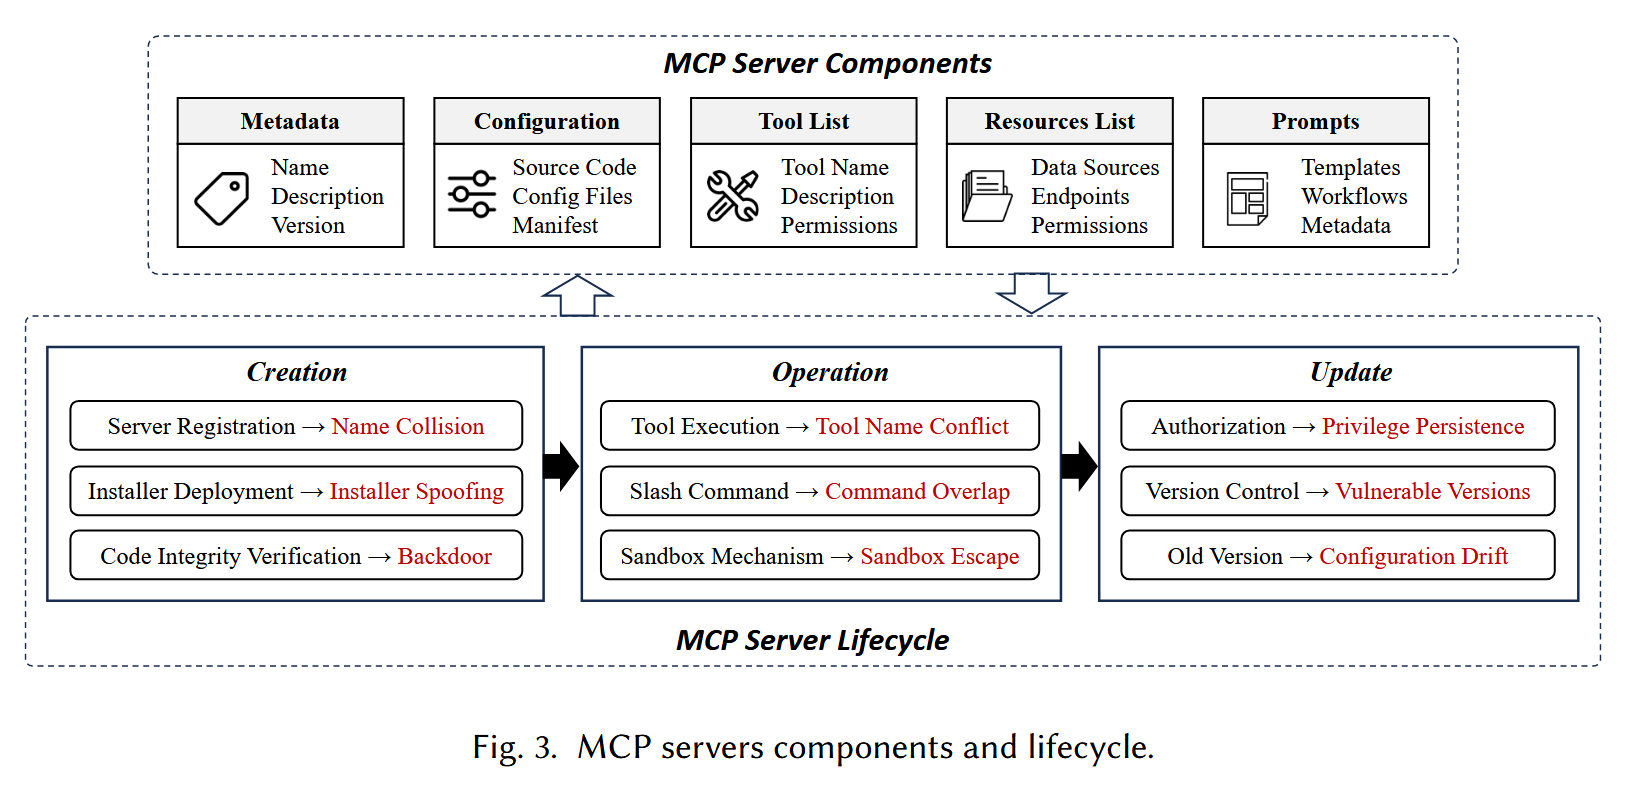 MCP Server Components
Metadata
Name
Description
Version
Configuration
Source Code
Config Files
Manifest
Tool List
Tool Name
Description
Permissions
Resources List
Data Sources
Endpoints
Permissions
Prompts
Templates
Workflows
Metadata
Creation
Server Registration → Name Collision
Installer Deployment → Installer Spoofing
Code Integrity Verification → Backdoor
Operation
Tool Execution → Tool Name Conflict
Slash Command → Command Overlap
Sandbox Mechanism → Sandbox Escape
Update
Authorization → Privilege Persistence
Version Control → Vulnerable Versions
Old Version → Configuration Drift
MCP Server Lifecycle
Fig. 3. MCP servers components and lifecycle.